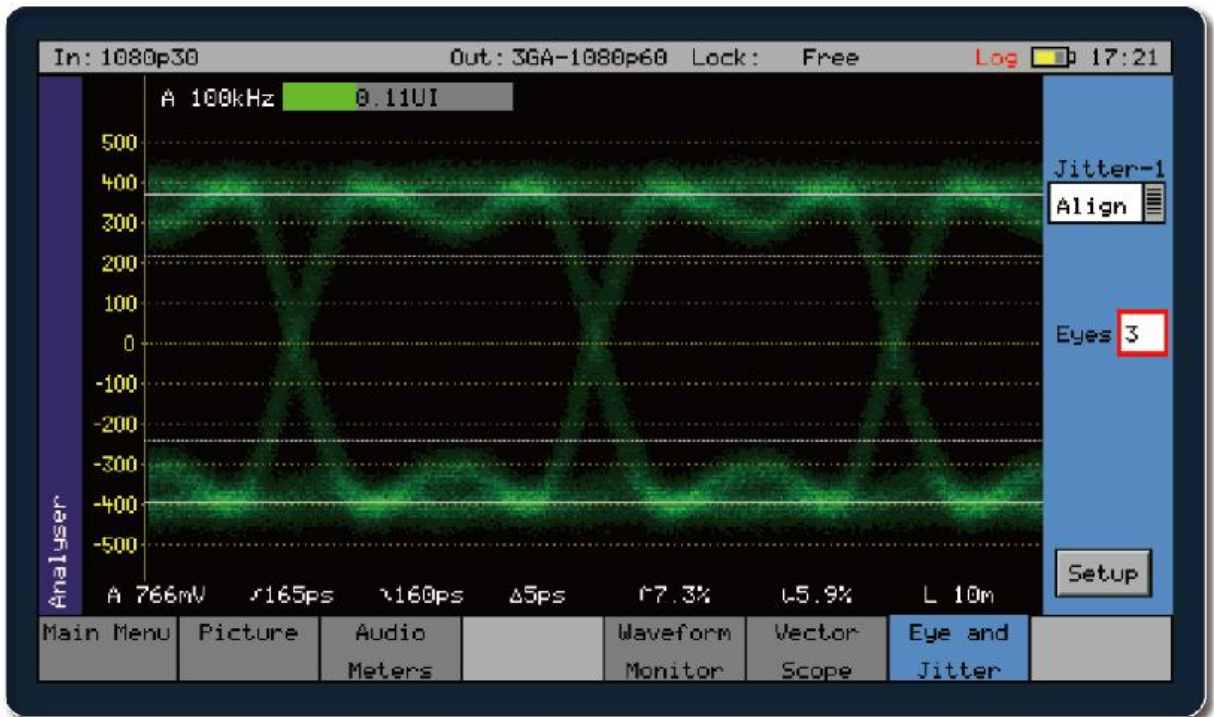 In: 1080p30 Out: 3GA-1080p60 Lock: Free Log 17:21
A 100kHz 0.11UI
500
400
300
200
100
0
-100
-200
-300
-400
-500
Analyser
A 766mV 165ps 160ps Δ5ps 7.3% 5.9% L 10m
Jitter-1
Align
Eyes 3
Setup
Main Menu
Picture
Audio
Meters
Waveform
Monitor
Vector
Scope
Eye and
Jitter